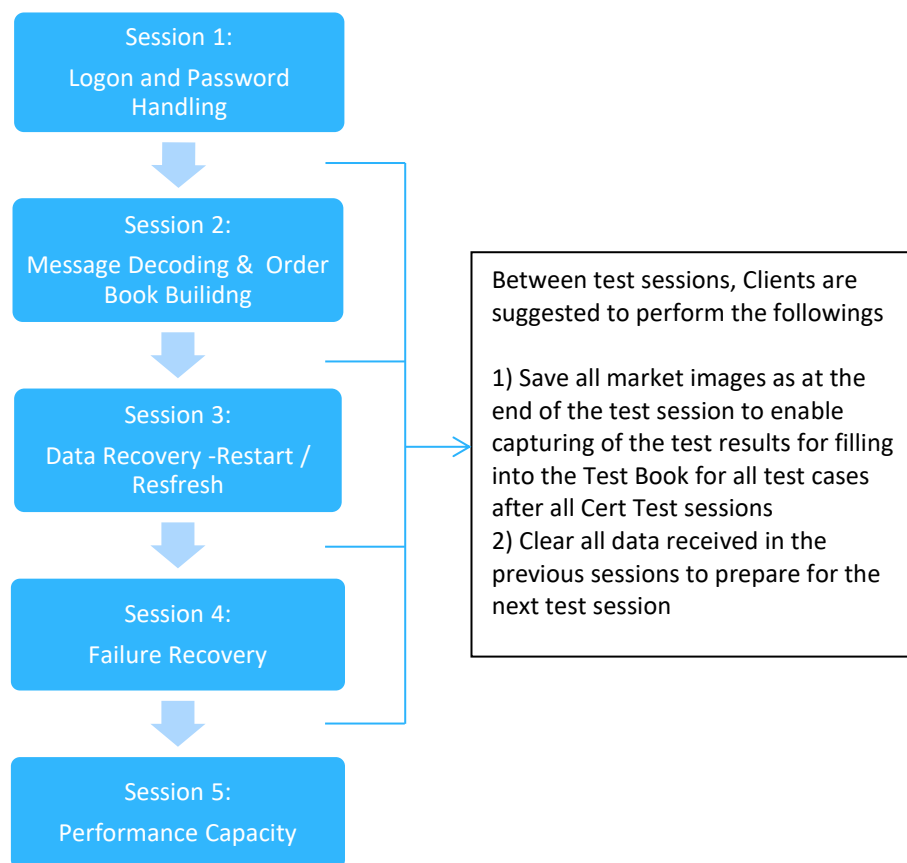 Session 1:
Logon and Password
Handling
Session 2:
Message Decoding & Order
Book Builidng
Session 3:
Data Recovery -Restart /
Resfresh
Session 4:
Failure Recovery
Session 5:
Performance Capacity
Between test sessions, Clients are
suggested to perform the followings
1) Save all market images as at the
end of the test session to enable
capturing of the test results for filling
into the Test Book for all test cases
after all Cert Test sessions
2) Clear all data received in the
previous sessions to prepare for the
next test session